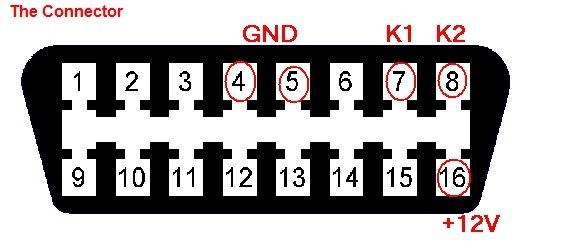 The Connector
GND K1 K2
1 2 3 4 5 6 7 8
9 10 11 12 13 14 15 16
+12V